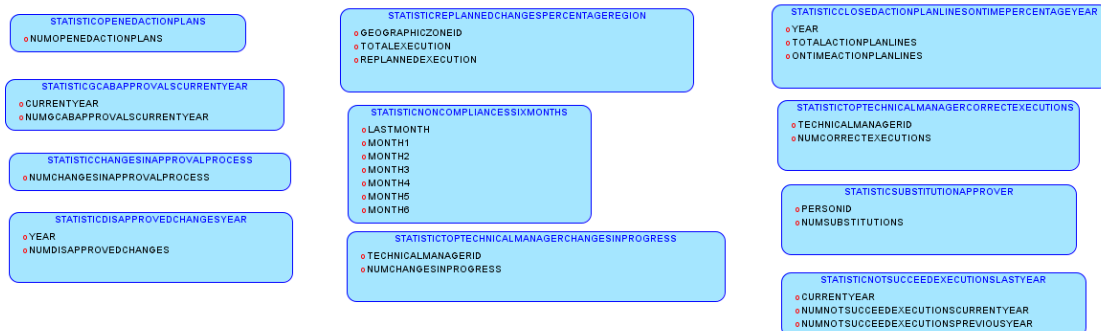 STATISTICOPENEDACTIONPLANS
NUMOPENEDACTIONPLANS
STATISTICGCABAPPROVALSCURRENTYEAR
CURRENTYEAR
NUMGCABAPPROVALSCURRENTYEAR
STATISTICCHANGESINAPPROVALPROCESS
NUMCHANGESINAPPROVALPROCESS
STATISTICDISAPPROVEDCHANGESYEAR
YEAR
NUMDISAPPROVEDCHANGES
STATISTICREPLANNEDCHANGESPERCENTAGEREGION
GEOGRAPHICZONEID
TOTALEXECUTION
REPLANNEDEXECUTION
STATISTICNONCOMPLIANCESSIXMONTHS
LASTMONTH
MONTH1
MONTH2
MONTH3
MONTH4
MONTH5
MONTH6
STATISTICTOPTECHNICALMANAGERCHANGESINPROGRESS
TECHNICALMANAGERID
NUMCHANGESINPROGRESS
STATISTICCLOSEDACTIONPLANLINESONTIMEPERCENTAGEYEAR
YEAR
TOTALACTIONPLANLINES
ONTIMEACTIONPLANLINES
STATISTICTOPTECHNICALMANAGERCORRECTEXECUTIONS
TECHNICALMANAGERID
NUMCORRECTEXECUTIONS
STATISTICSUBSTITUTIONAPPROVER
PERSONID
NUMSUBSTITUTIONS
STATISTICNOTSUCCEEDEXECUTIONSLASTYEAR
CURRENTYEAR
NUMNOTSUCCEEDEXECUTIONSCURRENTYEAR
NUMNOTSUCCEEDEXECUTIONSPREVIOUSYEAR